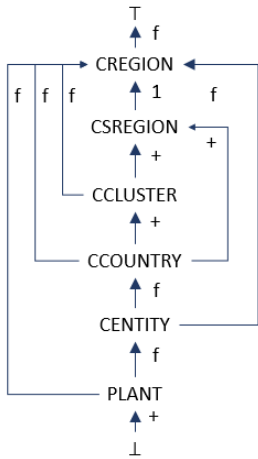 ⊤
f
CREGION
f f f 1 f
CSREGION
+ +
CCLUSTER
+
CCOUNTRY
f
CENTITY
f
PLANT
+
⊥